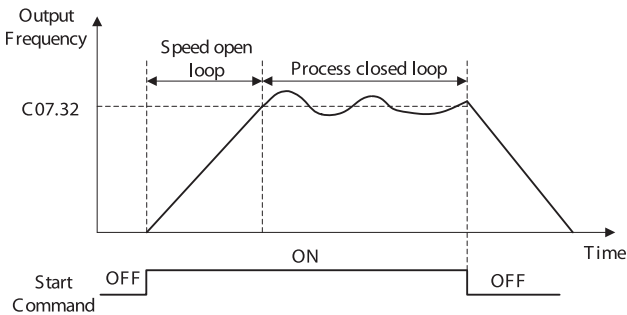 Output
Frequency
Speed open
loop
Process closed loop
C07.32
Time
ON
OFF
OFF
Start
Command